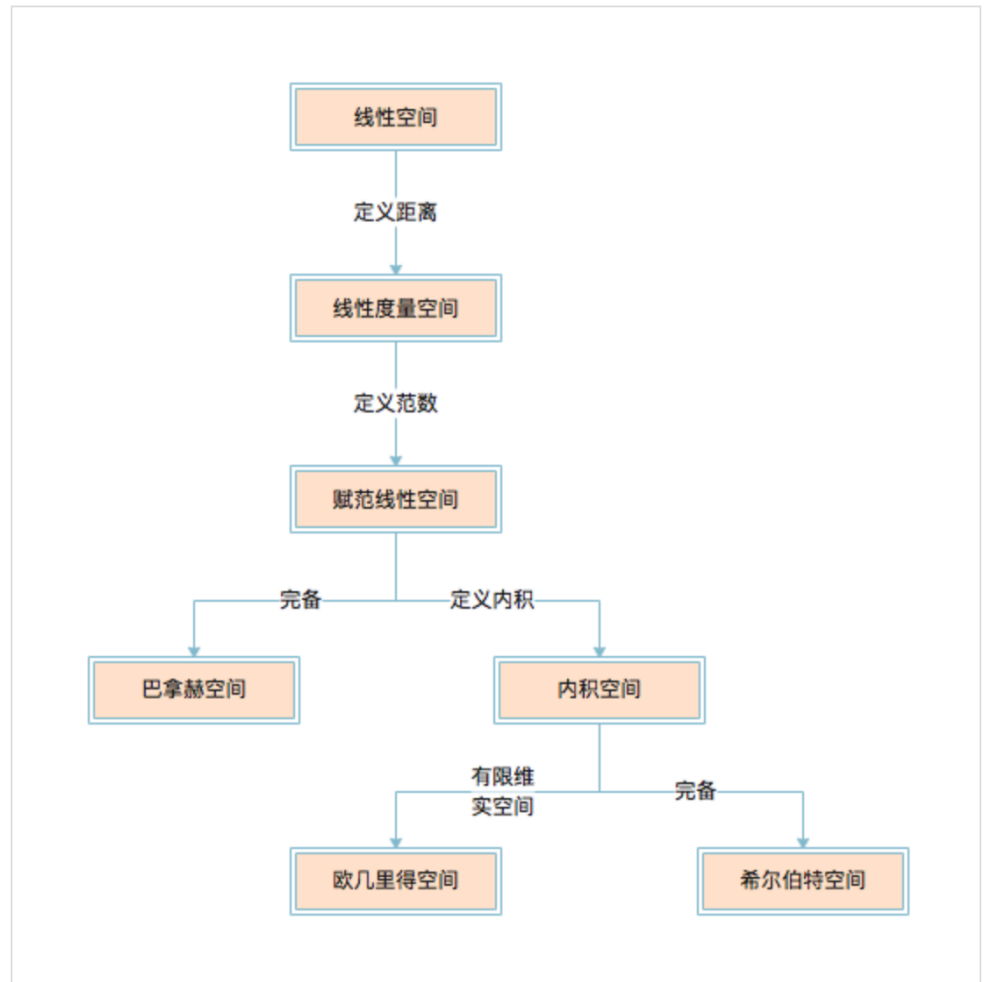 线性空间
定义距离
线性度量空间
定义范数
赋范线性空间
完备
定义内积
巴拿赫空间
内积空间
有限维
实空间
完备
欧几里得空间
希尔伯特空间